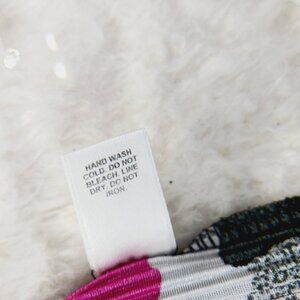 HAND WASH
COLD. DO NOT
BLEACH. LINE
DRY. DO NOT
IRON.